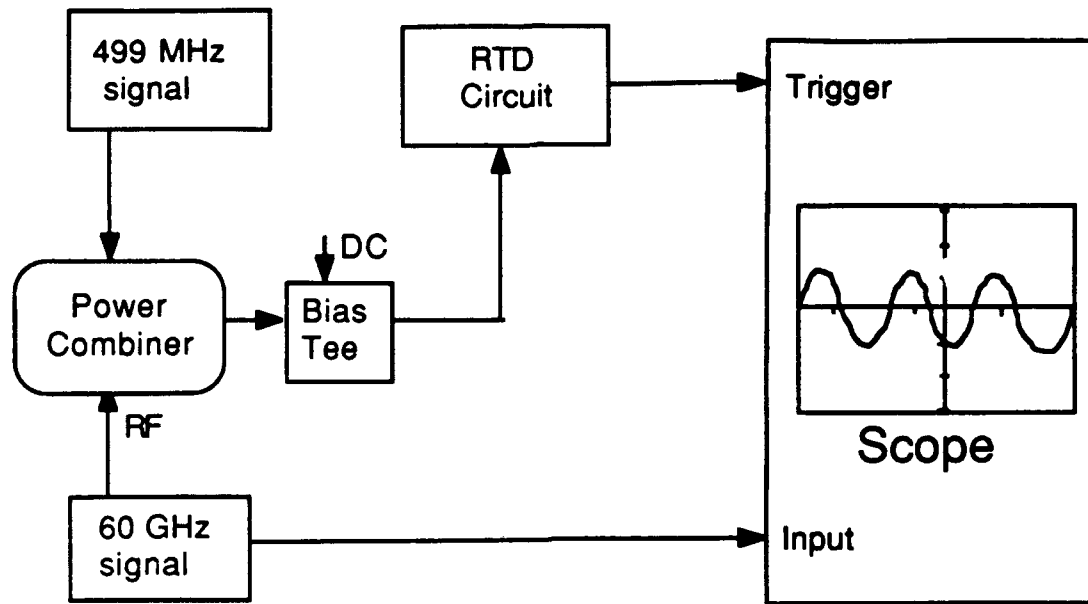 499 MHz
signal
RTD
Circuit
Trigger
DC
Power
Combiner
Bias
Tee
RF
Scope
60 GHz
signal
Input